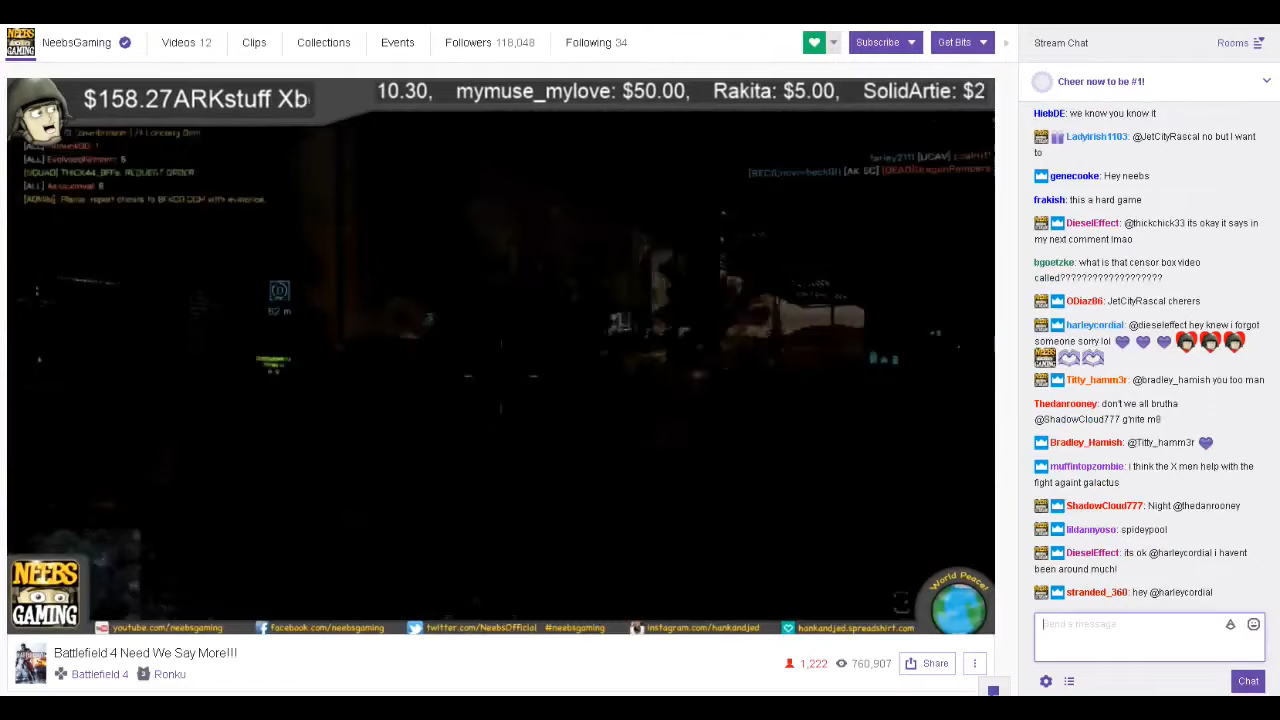 NeebsGaming
Videos 12
Clips
Collections
Events
Followers 118,048
Following 34
Subscribe
Get Bits
Stream Chat
Rooms
$158.27ARKstuff Xb
10.30, mymuse_mylove: $50.00, Rakita: $5.00, SolidArtie: $2
62 m
D
NEEBS
GAMING
World Peace!
youtube.com/neebsgaming
facebook.com/neebsgaming
twitter.com/NeebsOfficial #neebsgaming
instagram.com/hankandjed
hankandjed.spreadshirt.com
Battlefield 4 Need We Say More!!!
Battlefield 4
Ronku
1,222
760,907
Share
Cheer now to be #1!
HiebDE: we know you know it
Ladyirish1103: @JetCityRascal no but I want
to
genecooke: Hey neebs
frakish: this a hard game
DieselEffect: @thickchick33 its okay it says in
my next comment lmao
bgoetzke: what is that censor box video
called???????????????????
ODiaz86: JetCityRascal cherers
harleycordial: @dieseleffect hey knew i forgot
someone sorry lol
Titty_hamm3r: @bradley_hamish you too man
Thedanrooney: don't we all brutha
@ShadowCloud777 g'nite m8
Bradley_Hamish: @Titty_hamm3r
muffintopzombie: i think the X men help with the
fight againt galactus
ShadowCloud777: Night @thedanrooney
lildannyoso: spideypool
DieselEffect: its ok @harleycordial i havent
been around much!
stranded_360: hey @harleycordial
Send a message
Chat